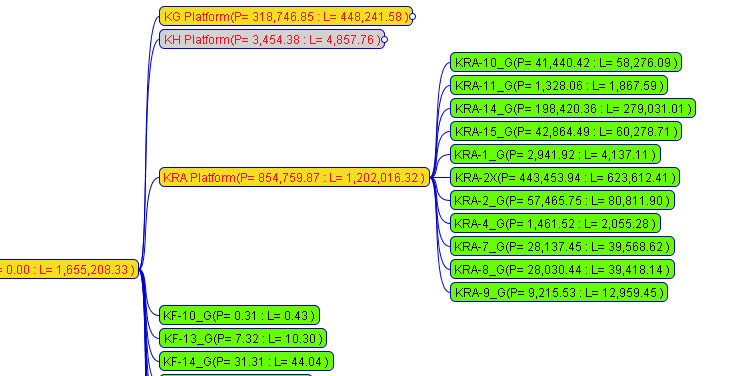 KG Platform(P= 318,746.85 : L= 448,241.58 )
KH Platform(P= 3,454.38 : L= 4,857.76 )
KRA-10_G(P= 41,440.42 : L= 58,276.09 )
KRA-11_G(P= 1,328.06 : L= 1,867.59 )
KRA-14_G(P= 198,420.36 : L= 279,031.01 )
KRA-15_G(P= 42,864.49 : L= 60,278.71 )
KRA-1_G(P= 2,941.92 : L= 4,137.11 )
KRA Platform(P= 854,759.87 : L= 1,202,016.32 )
KRA-2X(P= 443,453.94 : L= 623,612.41 )
KRA-2_G(P= 57,465.75 : L= 80,811.90 )
KRA-4_G(P= 1,461.52 : L= 2,055.28 )
KRA-7_G(P= 28,137.45 : L= 39,568.62 )
KRA-8_G(P= 28,030.44 : L= 39,418.14 )
KRA-9_G(P= 9,215.53 : L= 12,959.45 )
= 0.00 : L= 1,655,208.33 )
KF-10_G(P= 0.31 : L= 0.43 )
KF-13_G(P= 7.32 : L= 10.30 )
KF-14_G(P= 31.31 : L= 44.04 )